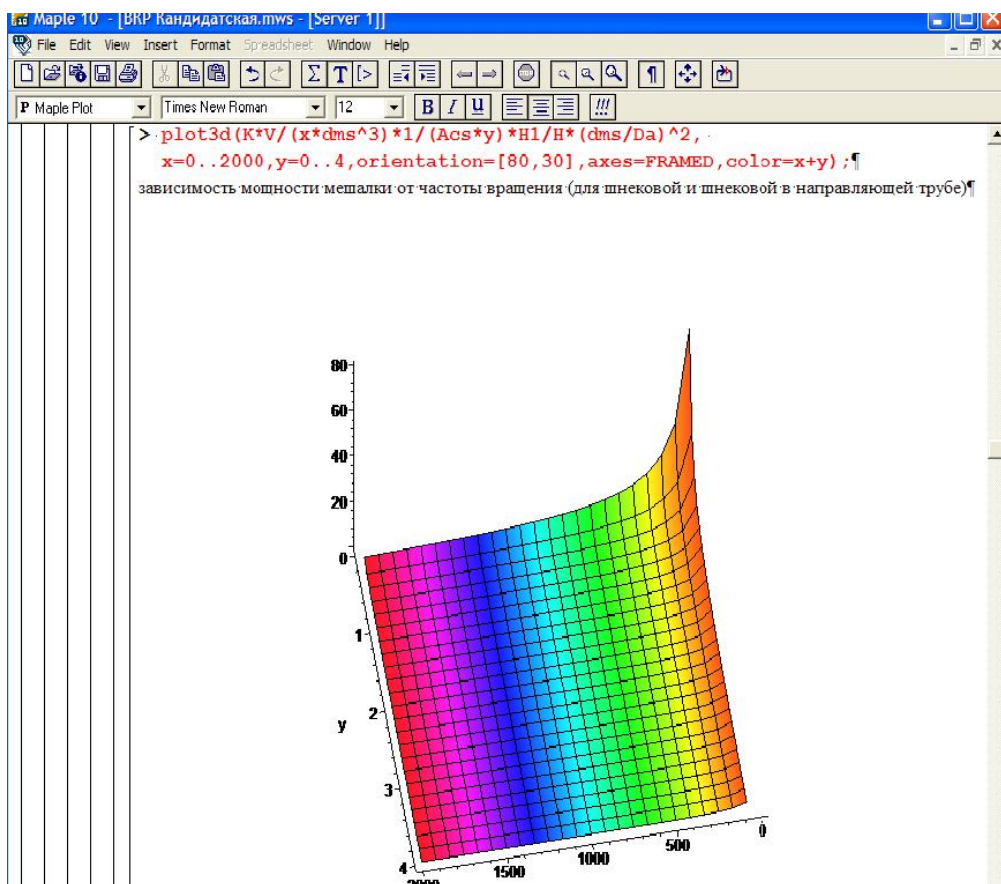 Maple 10 - [ВКР Кандидатская.mws - [Server 1]]
File Edit View Insert Format Spreadsheet Window Help
P Maple Plot Times New Roman 12 B I U !!!
> plot3d(K*V/(x*dms^3)*1/(Acs*y)*H1/H*(dms/Da)^2,
x=0..2000,y=0..4,orientation=[80,30],axes=FRAMED,color=x+y);¶
зависимость мощности мешалки от частоты вращения (для шнековой и шнековой в направляющей трубе)¶
80
60
40
20
0
1
2
y
3
4
2000
1500
1000
500
0